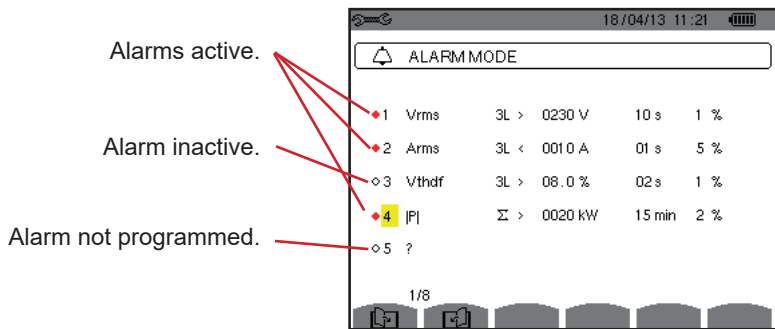 18/04/13 11:21
ALARM MODE
Alarms active.
1 Vrms 3L > 0230 V 10 s 1 %
2 Arms 3L < 0010 A 01 s 5 %
Alarm inactive.
3 Vthdf 3L > 08.0 % 02 s 1 %
4 |P| Σ > 0020 kW 15 min 2 %
Alarm not programmed.
5 ?
1/8